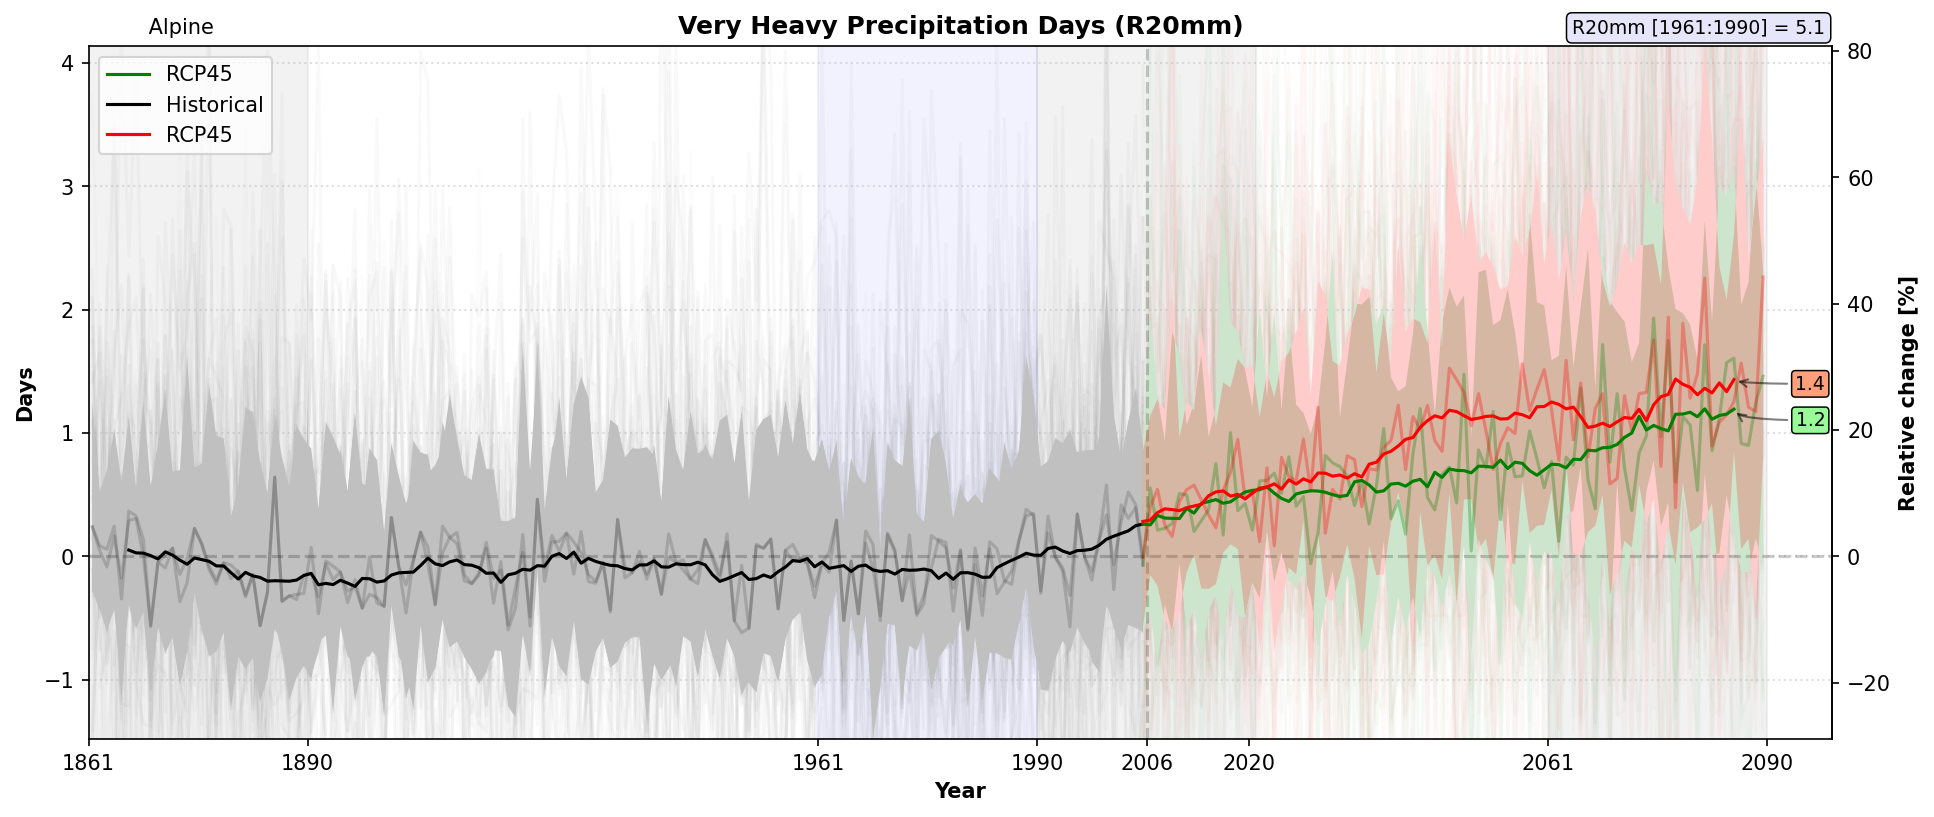 Alpine
Very Heavy Precipitation Days (R20mm)
R20mm [1961:1990] = 5.1
RCP45
Historical
RCP45
4
3
2
1
0
−1
Days
80
60
40
20
0
−20
Relative change [%]
1.4
1.2
1861
1890
1961
1990
2006
2020
2061
2090
Year